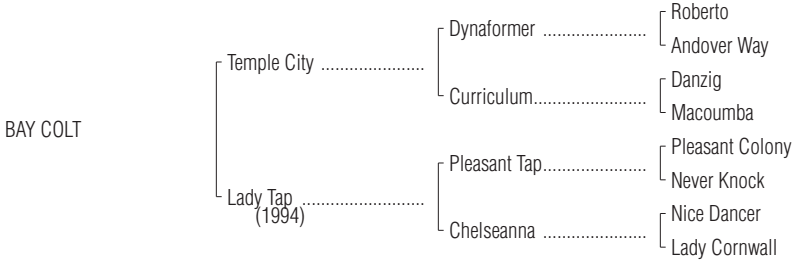 Roberto
Dynaformer ......................
Andover Way
Temple City ......................
Danzig
Curriculum........................
Macoumba
BAY COLT
Pleasant Colony
Pleasant Tap......................
Never Knock
Lady Tap ..........................
(1994)
Nice Dancer
Chelseanna ......................
Lady Cornwall